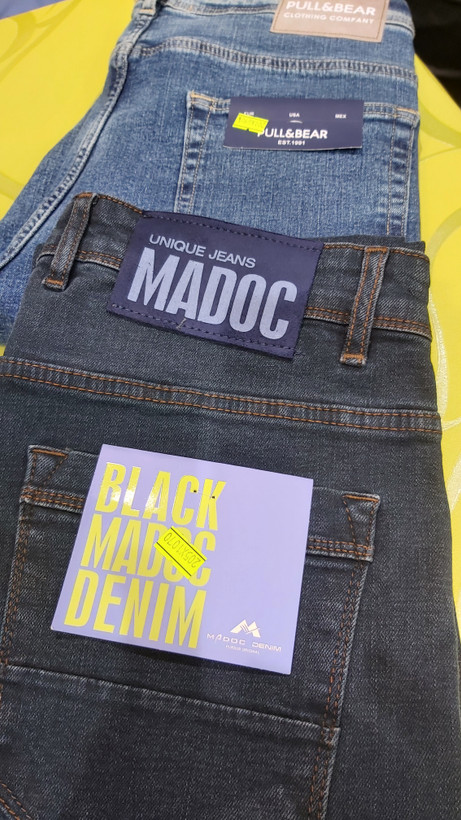 PULL&BEAR
CLOTHING COMPANY
USA
MEX
PULL&BEAR
EST.1991
UNIQUE JEANS
MADOC
BLACK
MADOC
DENIM
MADOC DENIM